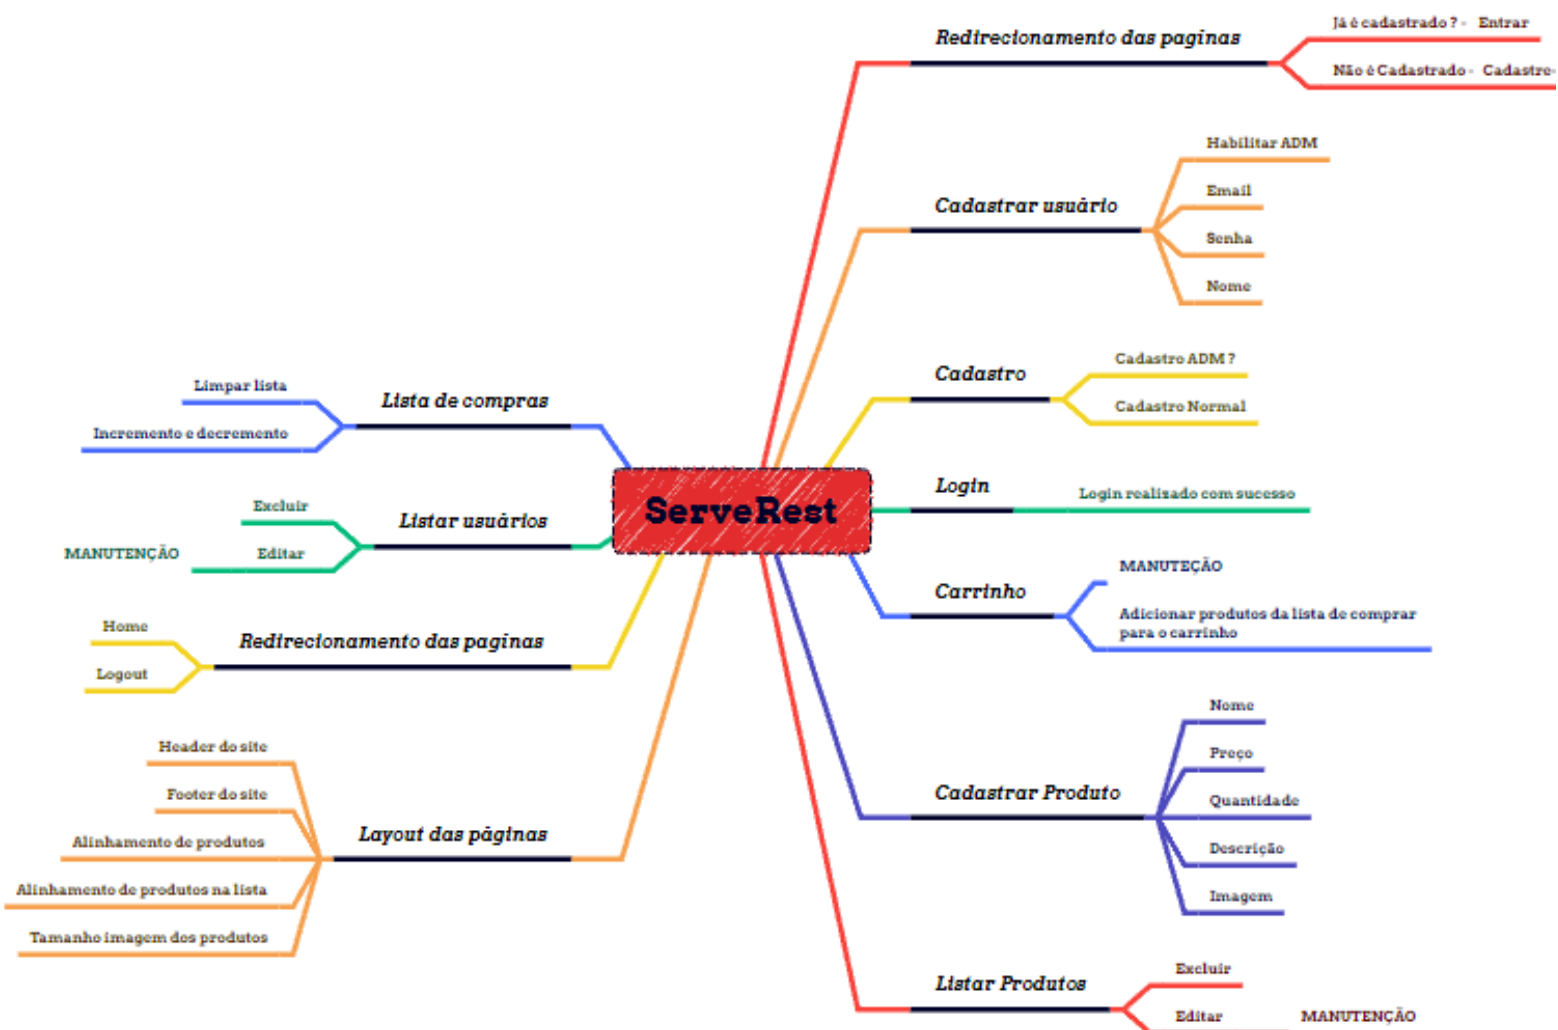 Redirecionamento das paginas
Já é cadastrado ? - Entrar
Não é Cadastrado - Cadastre-
Cadastrar usuário
Habilitar ADM
Email
Senha
Nome
Cadastro
Cadastro ADM ?
Cadastro Normal
Login
Login realizado com sucesso
Carrinho
MANUTEÇÃO
Adicionar produtos da lista de comprar
para o carrinho
Cadastrar Produto
Nome
Preço
Quantidade
Descrição
Imagem
Listar Produtos
Excluir
Editar
MANUTENÇÃO
ServeRest
Lista de compras
Limpar lista
Incremento e decremento
Listar usuários
Excluir
Editar
MANUTENÇÃO
Redirecionamento das paginas
Home
Logout
Layout das páginas
Header do site
Footer do site
Alinhamento de produtos
Alinhamento de produtos na lista
Tamanho imagem dos produtos